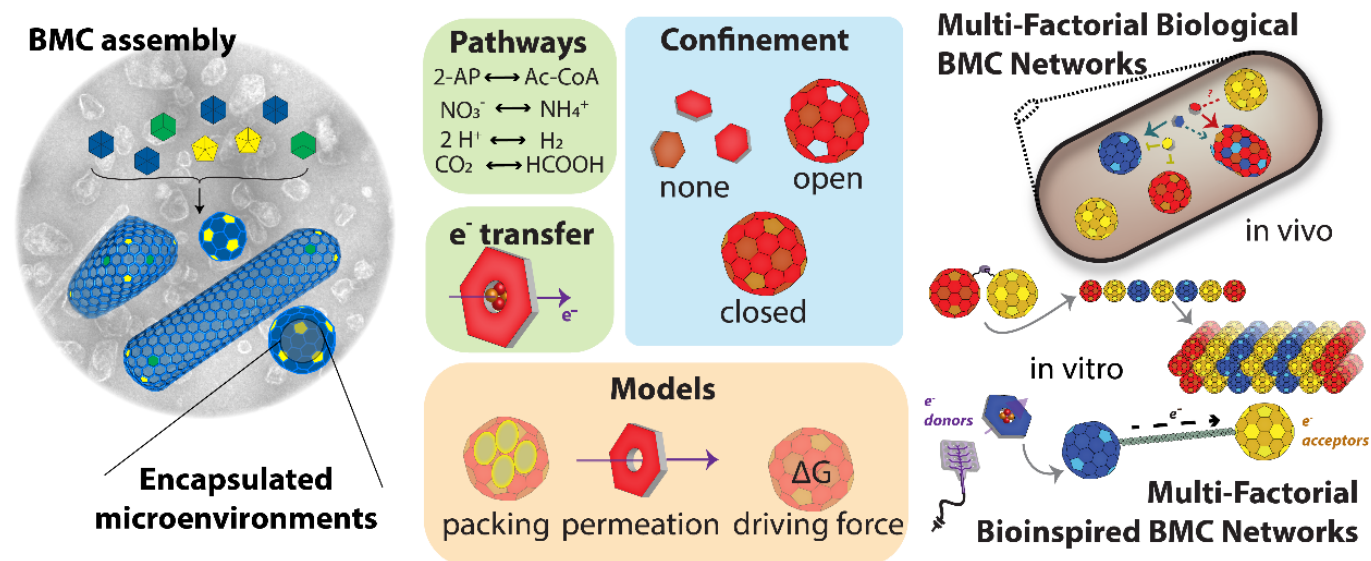 BMC assembly
Encapsulated
microenvironments
Pathways
2-AP ⟷ Ac-CoA
NO₃⁻ ⟷ NH₄⁺
2 H⁺ ⟷ H₂
CO₂ ⟷ HCOOH
e⁻ transfer
e⁻
Confinement
none
open
closed
Models
ΔG
packing permeation driving force
Multi-Factorial Biological
BMC Networks
?
in vivo
in vitro
e⁻
donors
e⁻
e⁻
acceptors
Multi-Factorial
Bioinspired BMC Networks